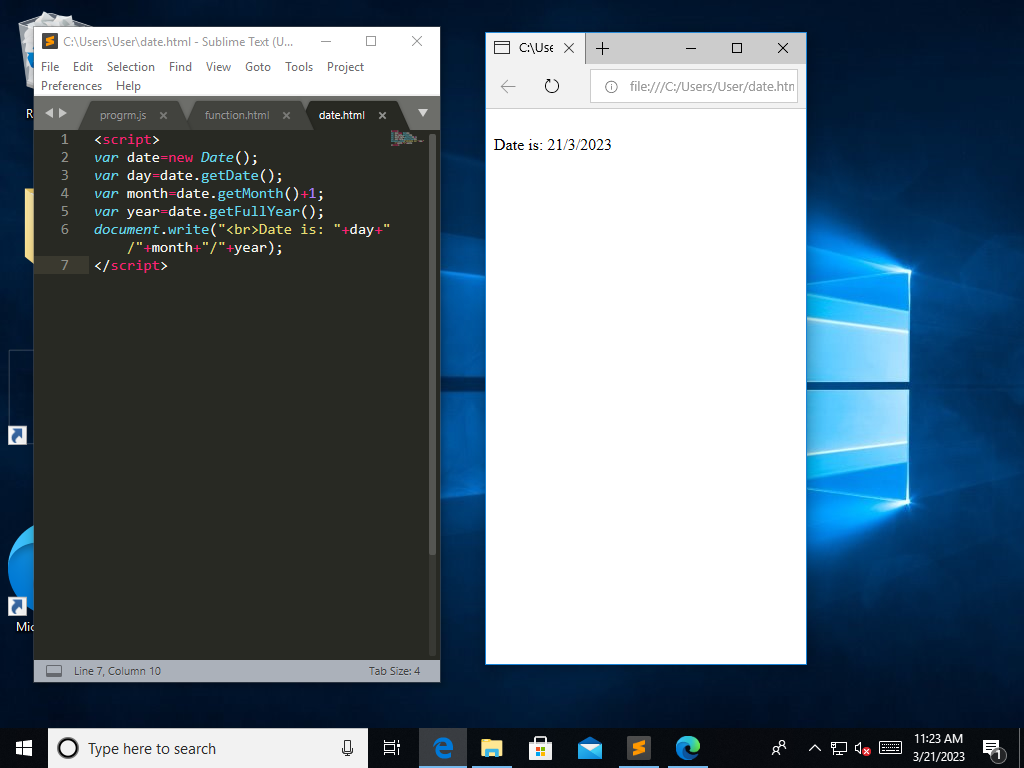 C:\Users\User\date.html - Sublime Text (U...
File Edit Selection Find View Goto Tools Project
Preferences Help
progrm.js function.html date.html
1 <script>
2 var date=new Date();
3 var day=date.getDate();
4 var month=date.getMonth()+1;
5 var year=date.getFullYear();
6 document.write("<br>Date is: "+day+"
/"+month+"/"+year);
7 </script>
Line 7, Column 10 Tab Size: 4
C:\Use
file:///C:/Users/User/date.htm
Date is: 21/3/2023
R
Mic
Type here to search
11:23 AM
3/21/2023
1